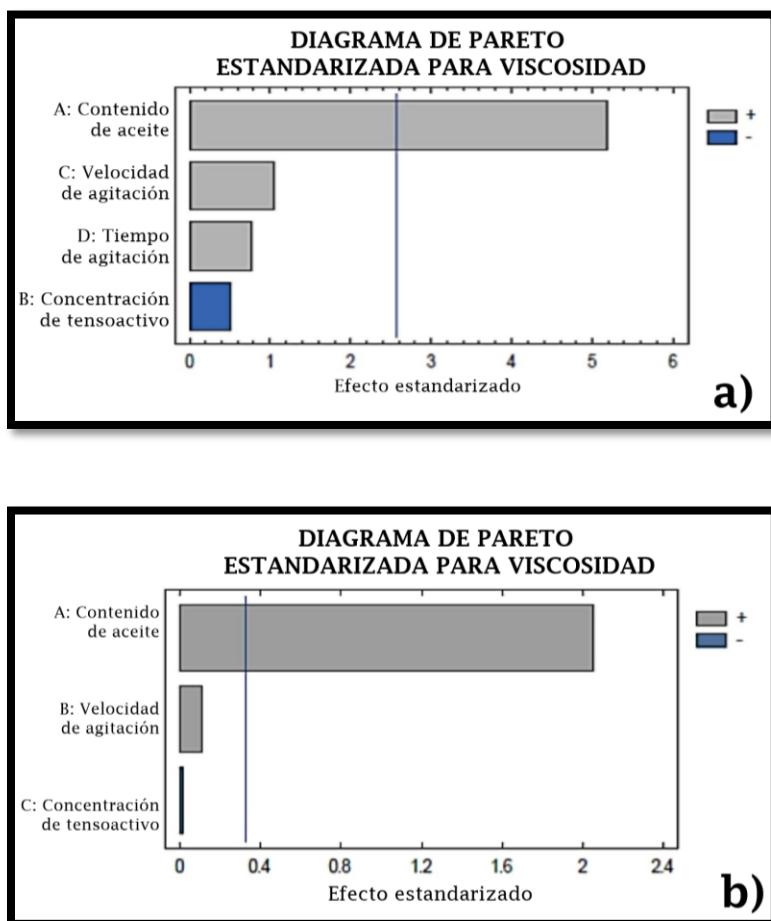 DIAGRAMA DE PARETO
ESTANDARIZADA PARA VISCOSIDAD
A: Contenido
de aceite
C: Velocidad
de agitación
D: Tiempo
de agitación
B: Concentración
de tensoactivo
+
-
0 1 2 3 4 5 6
Efecto estandarizado
a)
DIAGRAMA DE PARETO
ESTANDARIZADA PARA VISCOSIDAD
A: Contenido
de aceite
B: Velocidad
de agitación
C: Concentración
de tensoactivo
+
-
0 0.4 0.8 1.2 1.6 2 2.4
Efecto estandarizado
b)